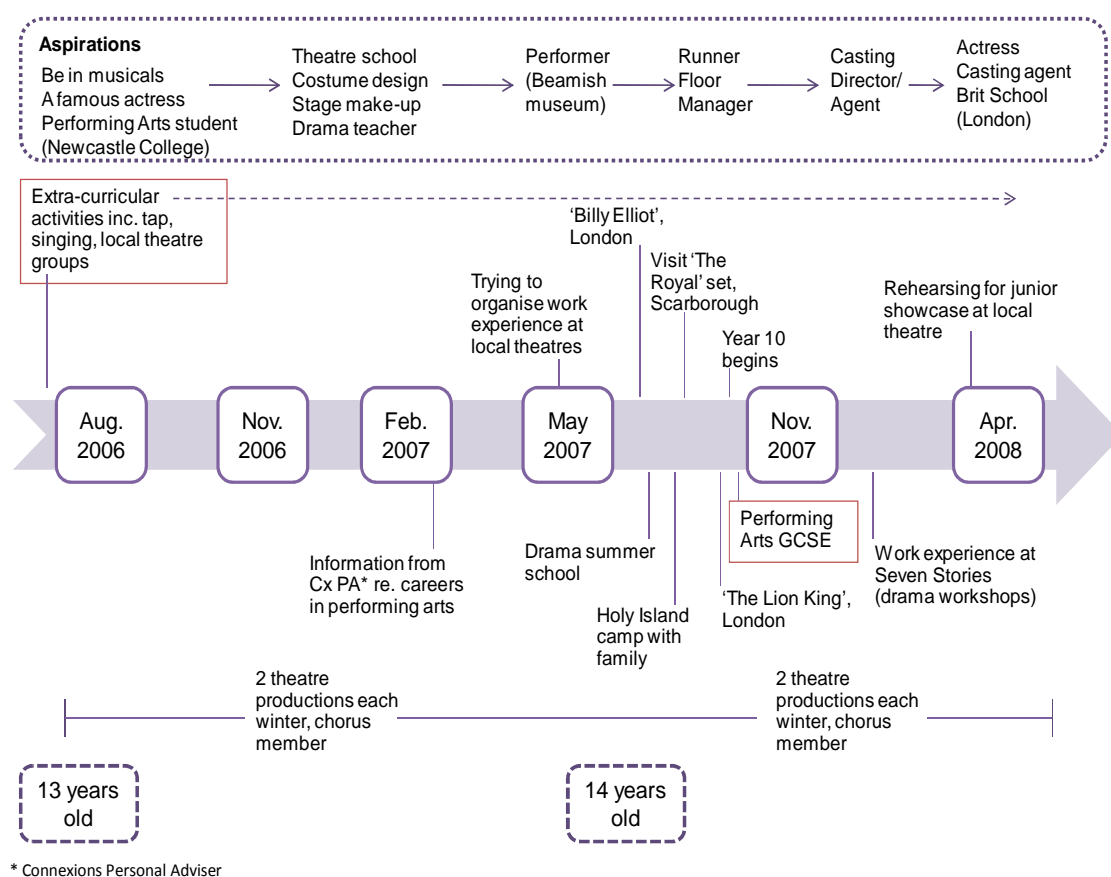 Aspirations
Be in musicals
A famous actress
Performing Arts student
(Newcastle College)
Theatre school
Costume design
Stage make-up
Drama teacher
Performer
(Beamish
museum)
Runner
Floor
Manager
Casting
Director/
Agent
Actress
Casting agent
Brit School
(London)
Extra-curricular
activities inc. tap,
singing, local theatre
groups
Trying to
organise work
experience at
local theatres
‘Billy Elliot’,
London
Visit ‘The
Royal’ set,
Scarborough
Year 10
begins
Rehearsing for junior
showcase at local
theatre
Aug.
2006
Nov.
2006
Feb.
2007
May
2007
Nov.
2007
Apr.
2008
Information from
Cx PA* re. careers
in performing arts
Drama summer
school
Holy Island
camp with
family
‘The Lion King’,
London
Performing
Arts GCSE
Work experience at
Seven Stories
(drama workshops)
2 theatre
productions each
winter, chorus
member
2 theatre
productions each
winter, chorus
member
13 years
old
14 years
old
* Connexions Personal Adviser